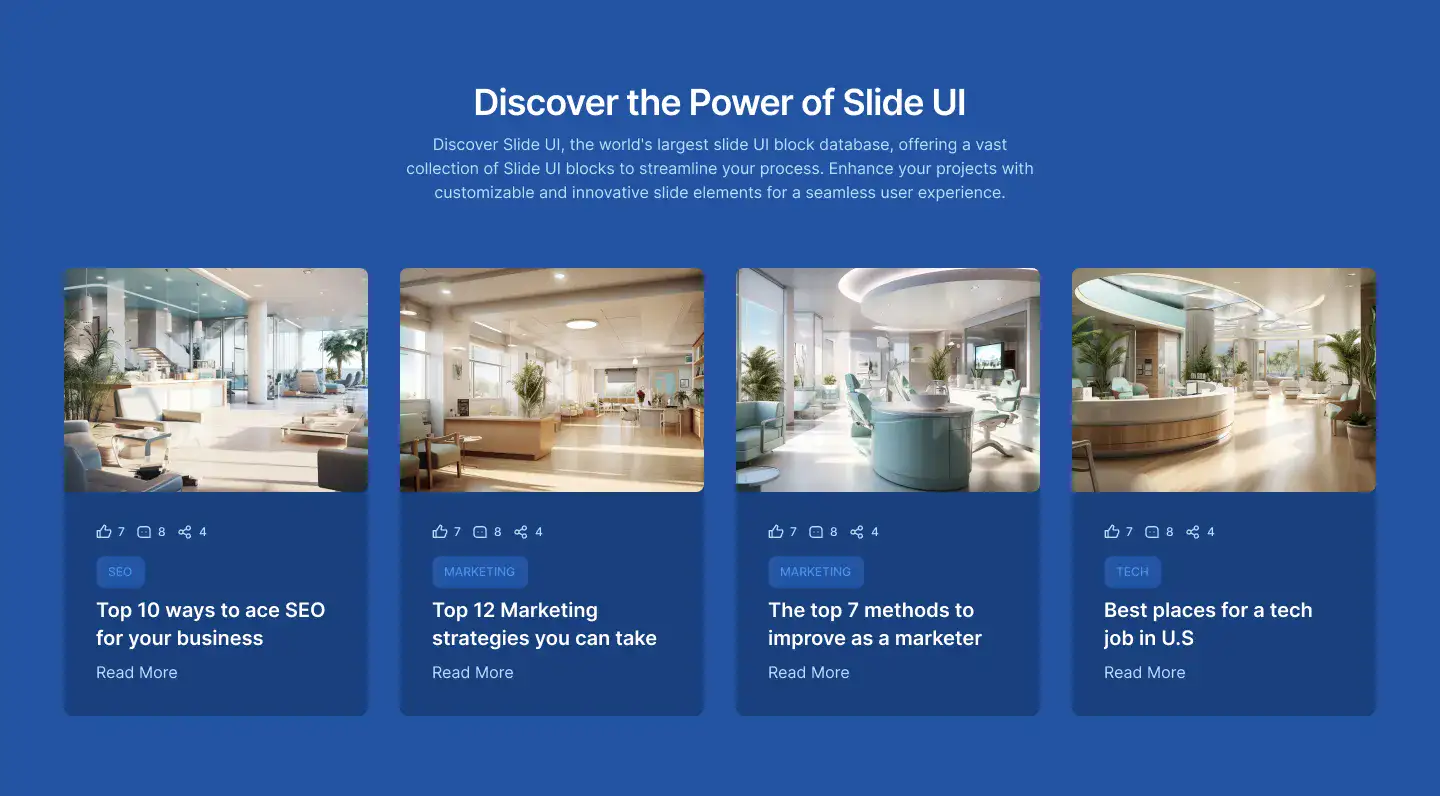 Discover the Power of Slide UI
Discover Slide UI, the world's largest slide UI block database, offering a vast
collection of Slide UI blocks to streamline your process. Enhance your projects with
customizable and innovative slide elements for a seamless user experience.
7 8 4
SEO
Top 10 ways to ace SEO
for your business
Read More
7 8 4
MARKETING
Top 12 Marketing
strategies you can take
Read More
7 8 4
MARKETING
The top 7 methods to
improve as a marketer
Read More
7 8 4
TECH
Best places for a tech
job in U.S
Read More